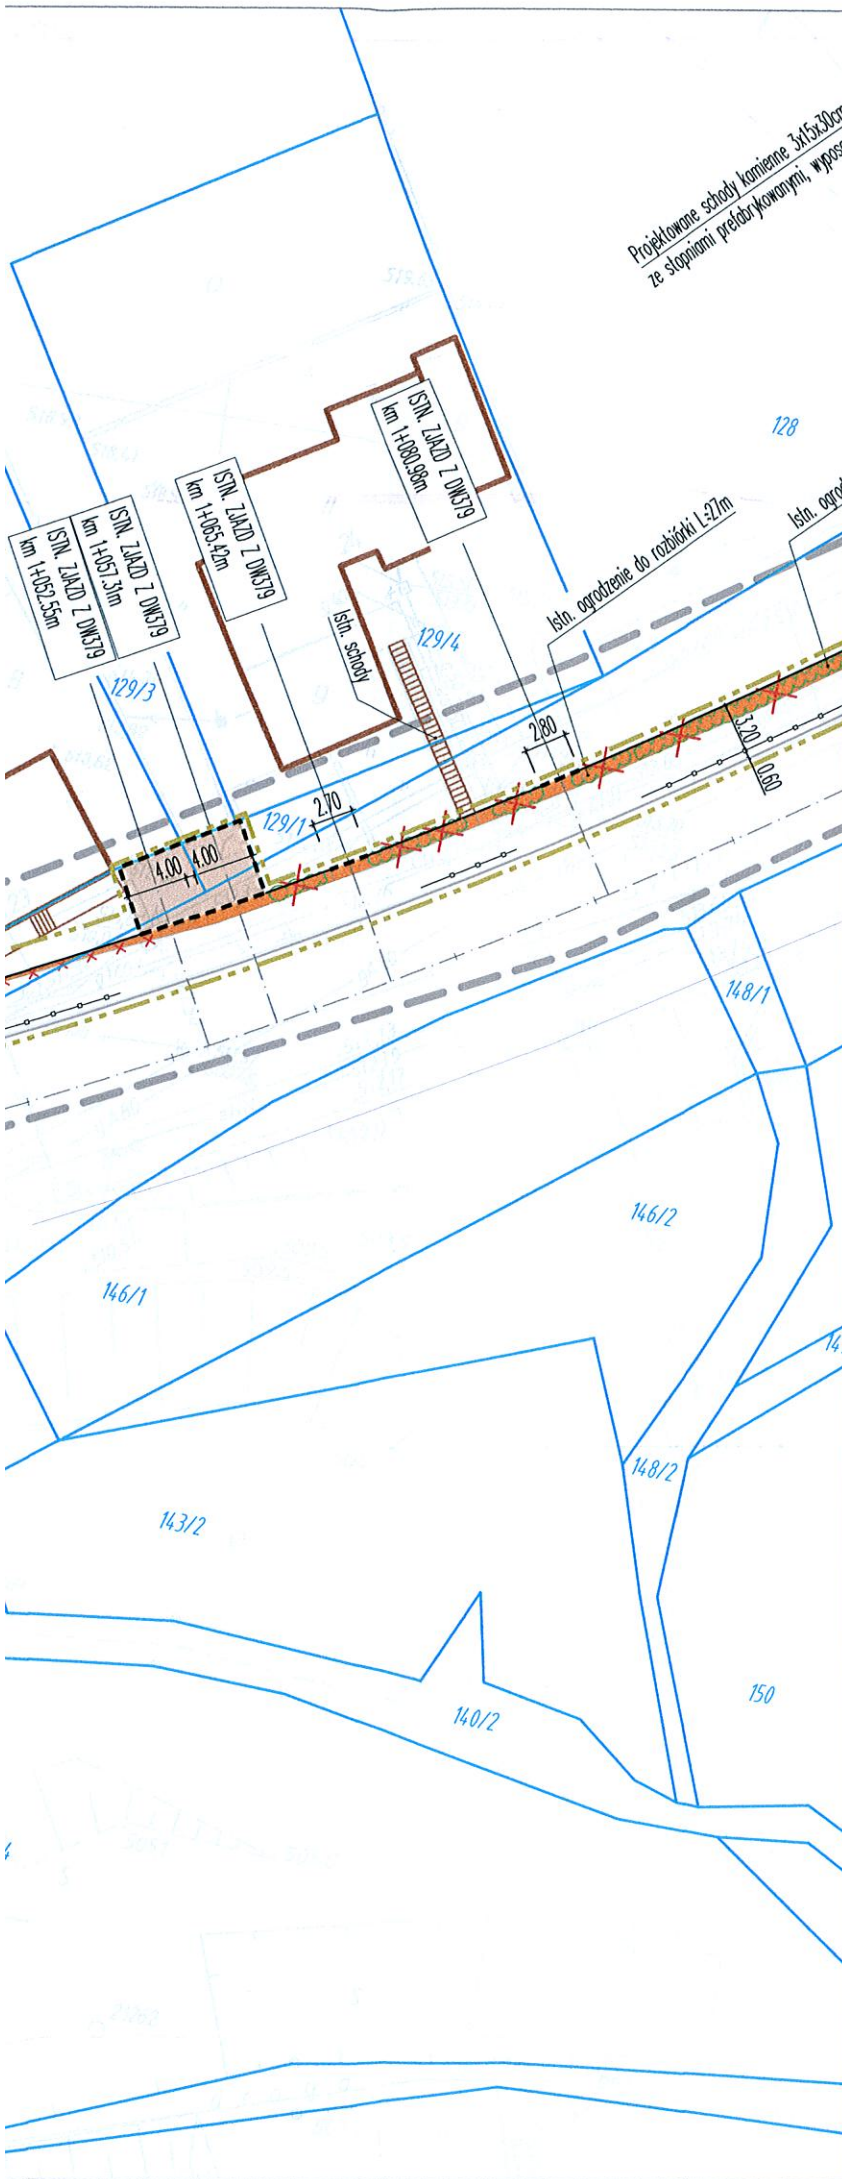 Projektowane schody kamienne 3x15x30cm
ze stopniami prefabrykowanymi,
128
ISTN. ZJAZD Z DW379
km 1+080.98m
ISTN. ZJAZD Z DW379
km 1+065.42m
ISTN. ZJAZD Z DW379
km 1+057.31m
ISTN. ZJAZD Z DW379
km 1+052.55m
Istn. ogrodzenie do rozbiórki L=27m
Istn.
Istn. schody
129/4
129/3
129/1
2.80
2.70
4.00
4.00
3.20
0.60
148/1
146/2
146/1
148/2
143/2
140/2
150